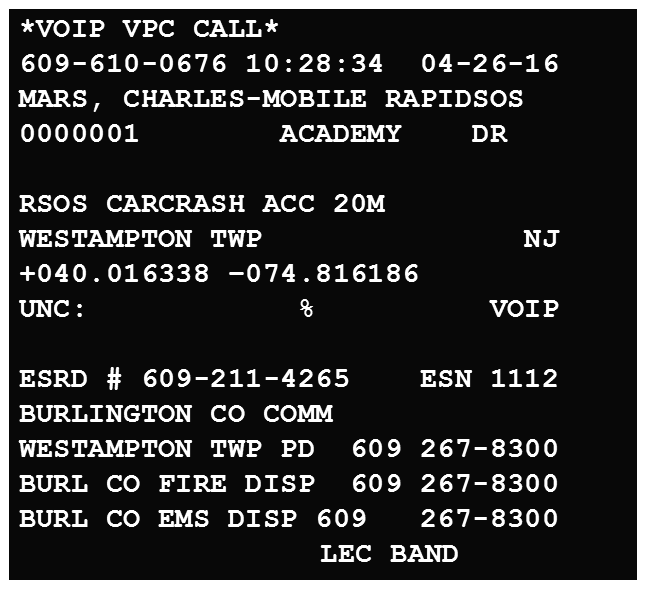 *VOIP VPC CALL*
609-610-0676 10:28:34 04-26-16
MARS, CHARLES-MOBILE RAPIDSOS
0000001 ACADEMY DR
RSOS CARCRASH ACC 20M
WESTAMPTON TWP NJ
+040.016338 −074.816186
UNC: % VOIP
ESRD # 609-211-4265 ESN 1112
BURLINGTON CO COMM
WESTAMPTON TWP PD 609 267-8300
BURL CO FIRE DISP 609 267-8300
BURL CO EMS DISP 609 267-8300
LEC BAND